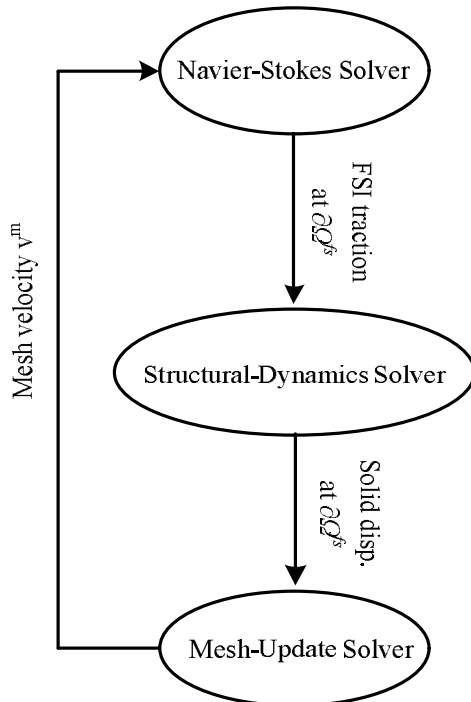 Navier-Stokes Solver
FSI traction
at ∂Ω^fs
Structural-Dynamics Solver
Solid disp.
at ∂Ω^fs
Mesh-Update Solver
Mesh velocity v^m